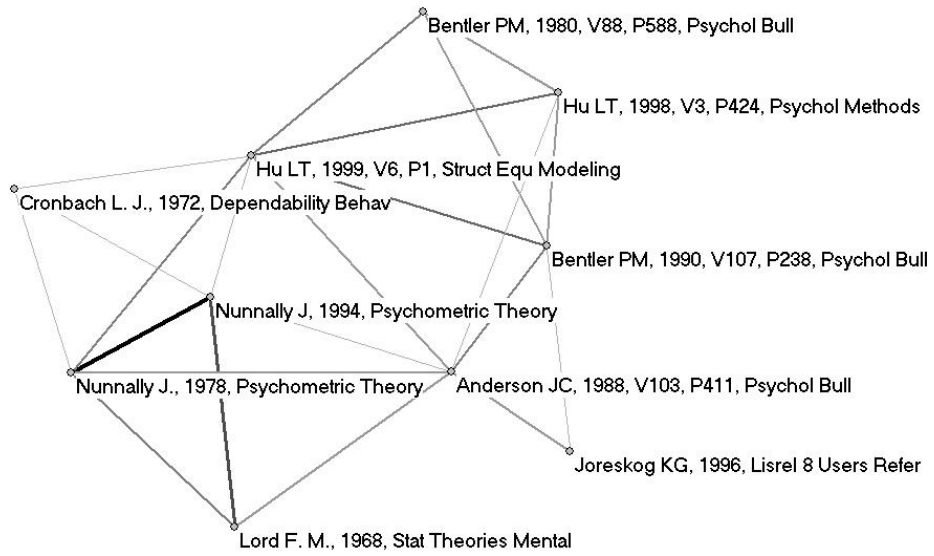 Bentler PM, 1980, V88, P588, Psychol Bull
Hu LT, 1998, V3, P424, Psychol Methods
Hu LT, 1999, V6, P1, Struct Equ Modeling
Cronbach L. J., 1972, Dependability Behav
Bentler PM, 1990, V107, P238, Psychol Bull
Nunnally J, 1994, Psychometric Theory
Nunnally J., 1978, Psychometric Theory
Anderson JC, 1988, V103, P411, Psychol Bull
Joreskog KG, 1996, Lisrel 8 Users Refer
Lord F. M., 1968, Stat Theories Mental